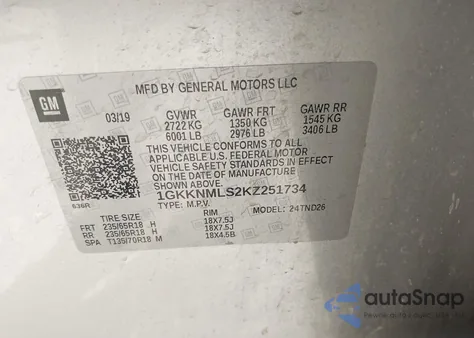 GM
MFD BY GENERAL MOTORS LLC
03/19 GVWR GAWR FRT GAWR RR
2722 KG 1350 KG 1545 KG
6001 LB 2976 LB 3406 LB
THIS VEHICLE CONFORMS TO ALL
APPLICABLE U.S. FEDERAL MOTOR
VEHICLE SAFETY STANDARDS IN EFFECT
ON THE DATE OF MANUFACTURE
SHOWN ABOVE.
1GKKNMLS2KZ251734
TYPE: M.P.V. MODEL: 24TND26
636R
TIRE SIZE RIM
FRT 235/65R18 H 18X7.5J
RR 235/65R18 H 18X7.5J
SPA T135/70R18 M 18X4.5B
autoSnap